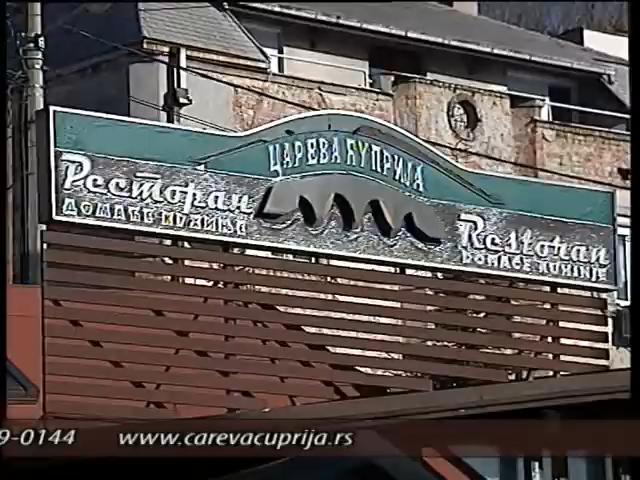 ЦАРЕВА ЋУПРИЈА
Ресторан
ДОМАЋЕ КУХИЊЕ
Restoran
DOMAĆE KUHINJE
9-0144 www.carevacuprija.rs